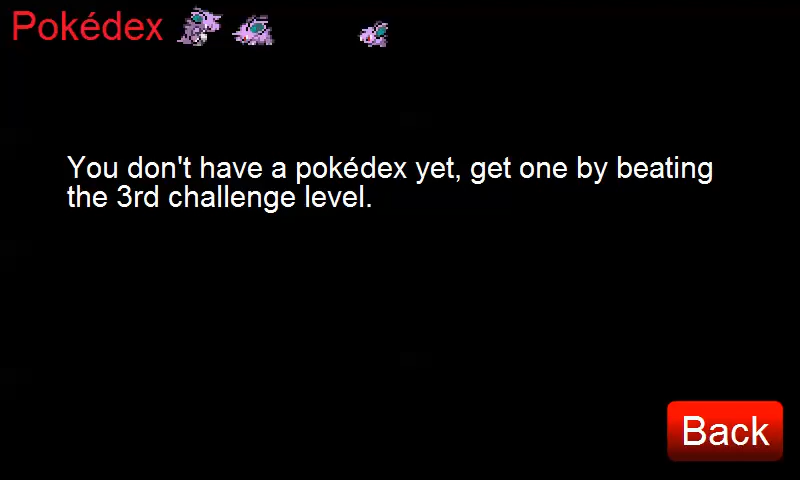 Pokédex
You don't have a pokédex yet, get one by beating
the 3rd challenge level.
Back